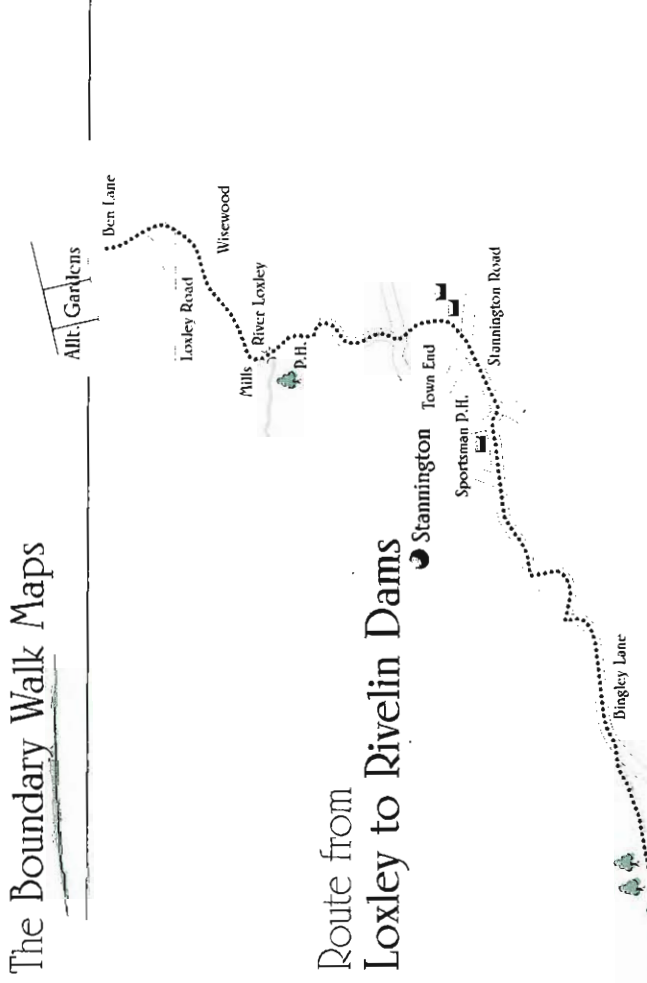 The Boundary Walk Maps
Allt. Gardens
Ben Lane
Loxley Road
Wisewood
Mills
River Loxley
P.H.
Route from
Loxley to Rivelin Dams
Stannington
Town End
Sportsman P.H.
Stannington Road
Bingley Lane